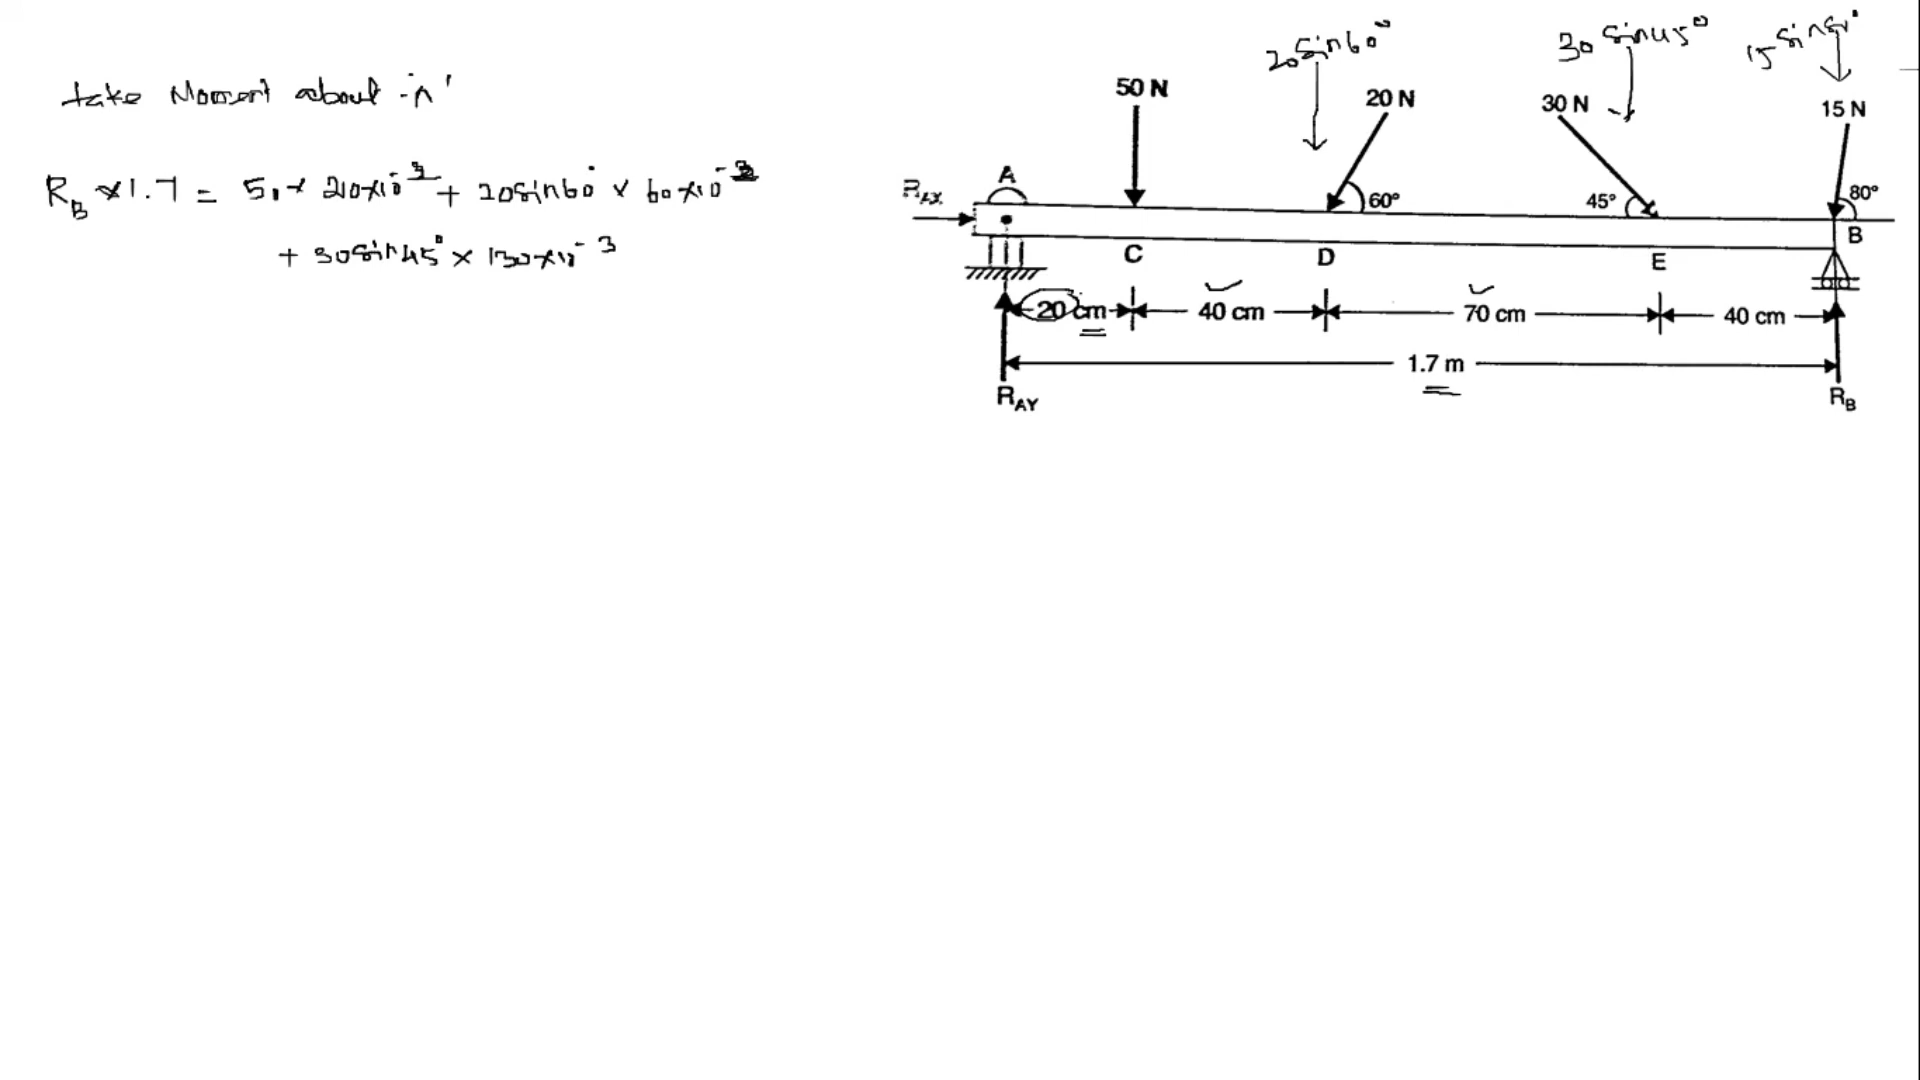 take Moment about 'A'
R_B × 1.7 = 50 × 20×10⁻³ + 20sin60° × 60×10⁻³
+ 30sin45° × 130×10⁻³
20sin60°
30sin45°
50 N
20 N
30 N
15 N
A
60°
45°
80°
B
C
D
E
20 cm
40 cm
70 cm
40 cm
1.7 m
R_AY
R_B